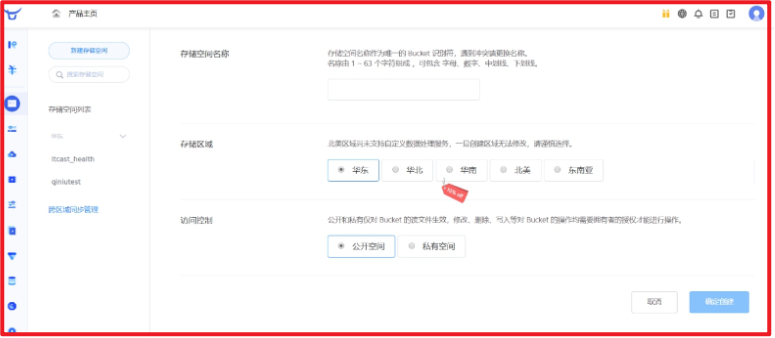 产品主页
新建存储空间
搜索存储空间
存储空间列表
华东
itcast_health
qiniutest
跨区域同步管理
存储空间名称
存储空间名称作为唯一的 Bucket 识别符，遇到冲突请更换名称。
名称由 1 ~ 63 个字符组成 ，可包含 字母、数字、中划线、下划线。
存储区域
北美区域尚未支持自定义数据处理服务，一旦创建区域无法修改，请谨慎选择。
华东 华北 华南 北美 东南亚
访问控制
公开和私有仅对 Bucket 的读文件生效，修改、删除、写入等对 Bucket 的操作均需要拥有者的授权才能进行操作。
公开空间 私有空间
取消 确定创建